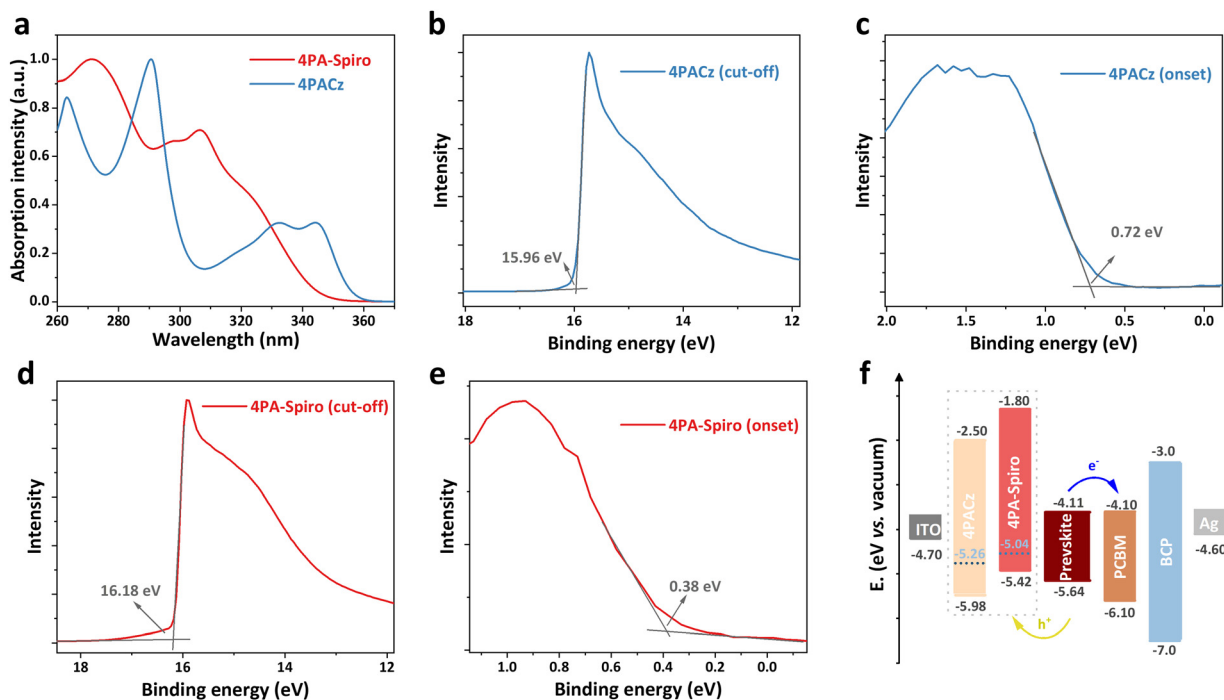 a
4PA-Spiro
4PACz
Absorption intensity (a.u.)
1.0
0.8
0.6
0.4
0.2
0.0
260 280 300 320 340 360
Wavelength (nm)
b
4PACz (cut-off)
Intensity
15.96 eV
18 16 14 12
Binding energy (eV)
c
4PACz (onset)
Intensity
0.72 eV
2.0 1.5 1.0 0.5 0.0
Binding energy (eV)
d
4PA-Spiro (cut-off)
Intensity
16.18 eV
18 16 14 12
Binding energy (eV)
e
4PA-Spiro (onset)
Intensity
0.38 eV
1.0 0.8 0.6 0.4 0.2 0.0
Binding energy (eV)
f
E. (eV vs. vacuum)
ITO
-4.70
-2.50
4PACz
-5.26
-5.98
-1.80
4PA-Spiro
-5.04
-5.42
e-
h+
-4.11
Prevskite
-5.64
-4.10
PCBM
-6.10
-3.0
BCP
-7.0
Ag
-4.60